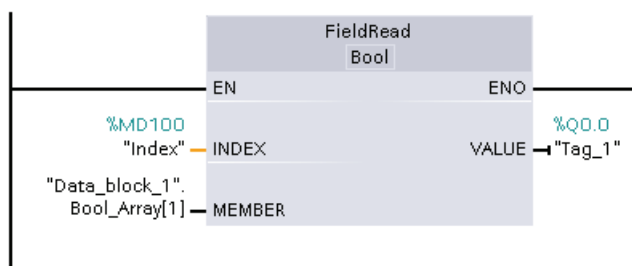 FieldRead
Bool
EN ENO
%MD100 %Q0.0
"Index" INDEX VALUE "Tag_1"
"Data_block_1".
Bool_Array[1] MEMBER